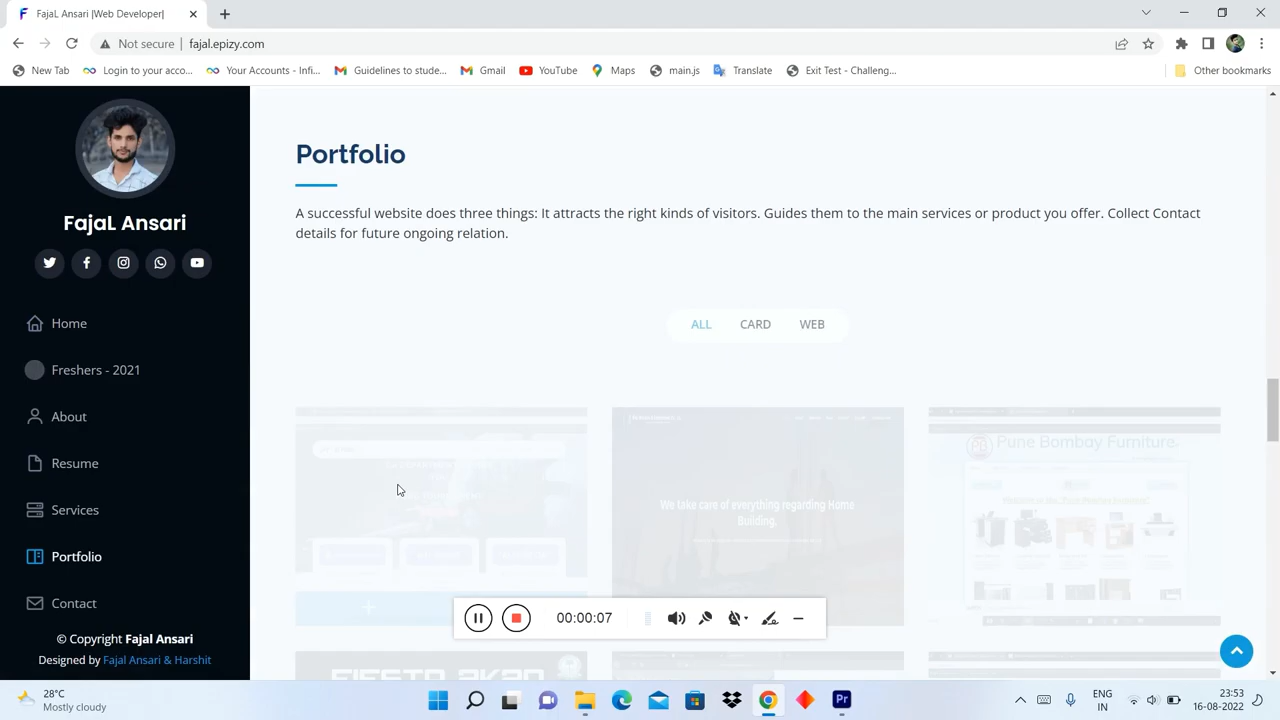 FajaL Ansari |Web Developer|
Not secure
fajal.epizy.com
New Tab
Login to your acco...
Your Accounts - Infi...
Guidelines to stude...
Gmail
YouTube
Maps
main.js
Translate
Exit Test - Challeng...
Other bookmarks
FajaL Ansari
Home
Freshers - 2021
About
Resume
Services
Portfolio
Contact
© Copyright Fajal Ansari
Designed by Fajal Ansari & Harshit
Portfolio
A successful website does three things: It attracts the right kinds of visitors. Guides them to the main services or product you offer. Collect Contact
details for future ongoing relation.
ALL
CARD
WEB
We take care of everything regarding Home
Building.
Pune Bombay Furniture.
00:00:07
28°C
Mostly cloudy
Pr
ENG
IN
23:53
16-08-2022